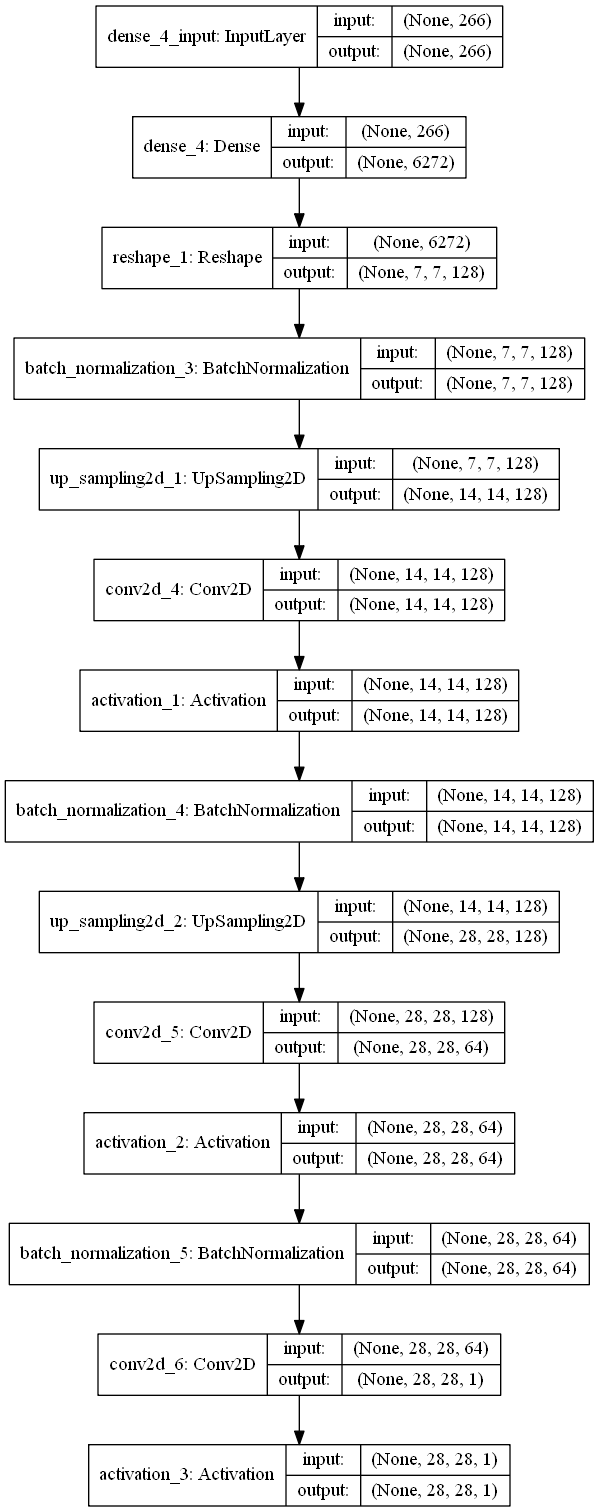 dense_4_input: InputLayer
input: (None, 266)
output: (None, 266)
dense_4: Dense
input: (None, 266)
output: (None, 6272)
reshape_1: Reshape
input: (None, 6272)
output: (None, 7, 7, 128)
batch_normalization_3: BatchNormalization
input: (None, 7, 7, 128)
output: (None, 7, 7, 128)
up_sampling2d_1: UpSampling2D
input: (None, 7, 7, 128)
output: (None, 14, 14, 128)
conv2d_4: Conv2D
input: (None, 14, 14, 128)
output: (None, 14, 14, 128)
activation_1: Activation
input: (None, 14, 14, 128)
output: (None, 14, 14, 128)
batch_normalization_4: BatchNormalization
input: (None, 14, 14, 128)
output: (None, 14, 14, 128)
up_sampling2d_2: UpSampling2D
input: (None, 14, 14, 128)
output: (None, 28, 28, 128)
conv2d_5: Conv2D
input: (None, 28, 28, 128)
output: (None, 28, 28, 64)
activation_2: Activation
input: (None, 28, 28, 64)
output: (None, 28, 28, 64)
batch_normalization_5: BatchNormalization
input: (None, 28, 28, 64)
output: (None, 28, 28, 64)
conv2d_6: Conv2D
input: (None, 28, 28, 64)
output: (None, 28, 28, 1)
activation_3: Activation
input: (None, 28, 28, 1)
output: (None, 28, 28, 1)